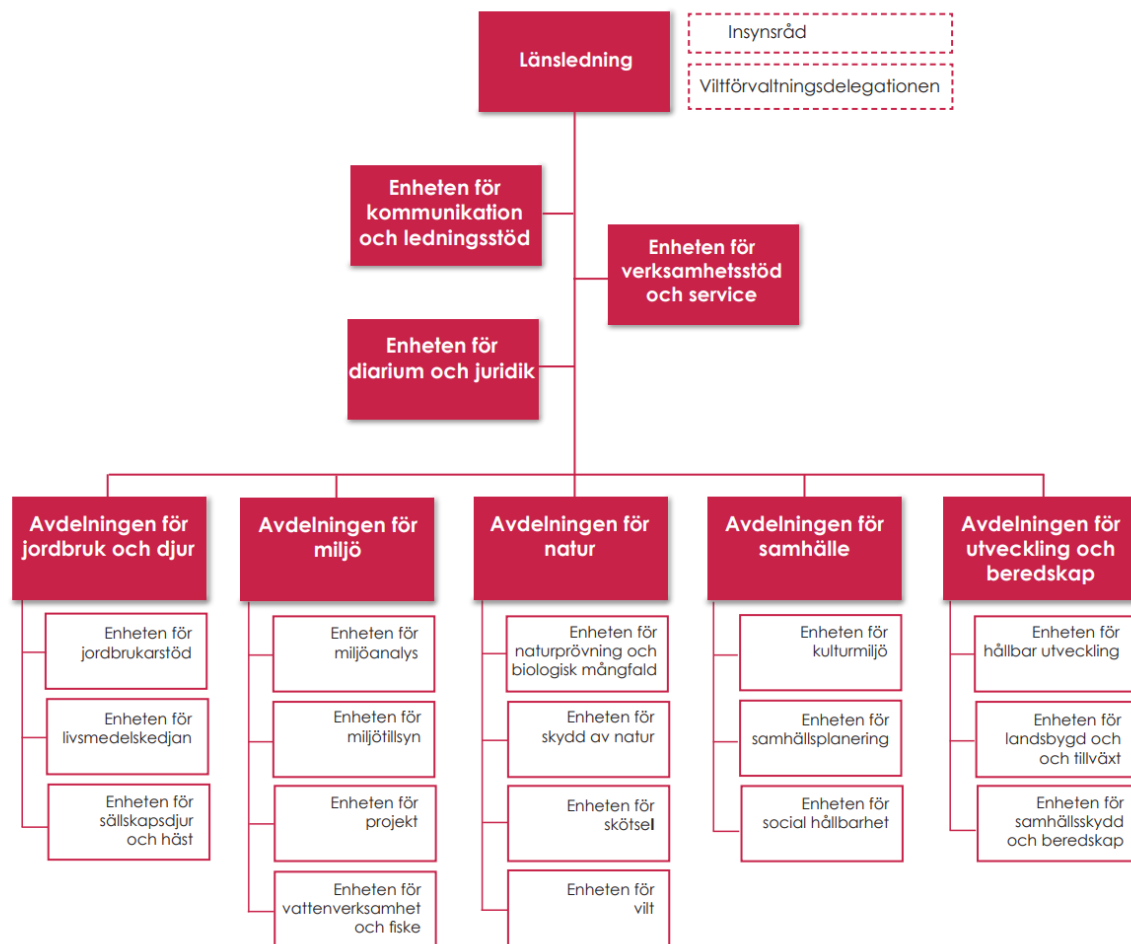 Länsledning
Insynsråd
Viltförvaltningsdelegationen
Enheten för
kommunikation
och ledningsstöd
Enheten för
verksamhetsstöd
och service
Enheten för
diarium och juridik
Avdelningen för
jordbruk och djur
Enheten för
jordbrukarstöd
Enheten för
livsmedelskedjan
Enheten för
sällskapsdjur
och häst
Avdelningen för
miljö
Enheten för
miljöanalys
Enheten för
miljötillsyn
Enheten för
projekt
Enheten för
vattenverksamhet
och fiske
Avdelningen för
natur
Enheten för
naturprövning och
biologisk mångfald
Enheten för
skydd av natur
Enheten för
skötsel
Enheten för
vilt
Avdelningen för
samhälle
Enheten för
kulturmiljö
Enheten för
samhällsplanering
Enheten för
social hållbarhet
Avdelningen för
utveckling och
beredskap
Enheten för
hållbar utveckling
Enheten för
landsbygd och
och tillväxt
Enheten för
samhällsskydd
och beredskap